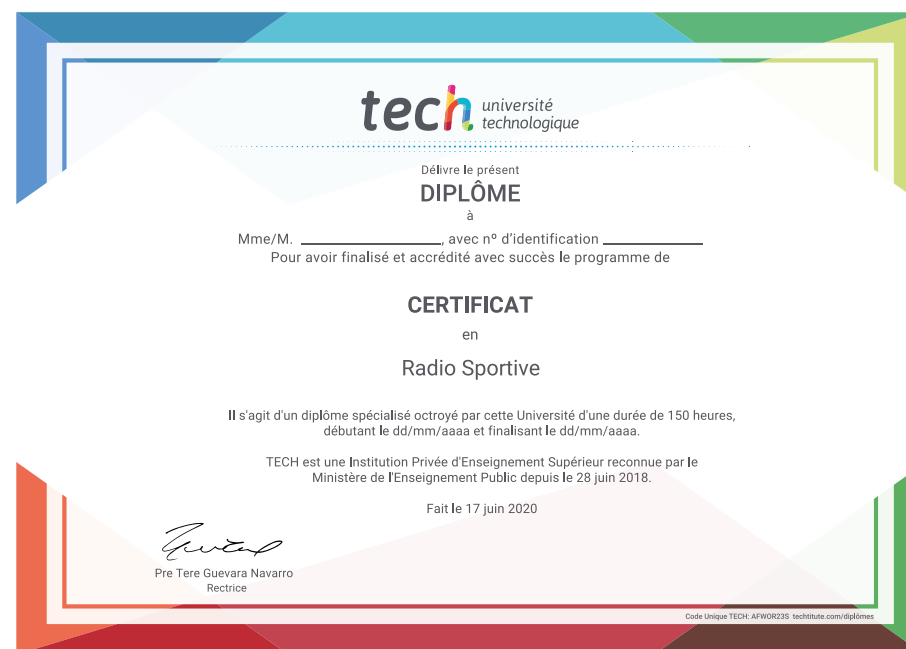 tech université
technologique
Délivre le présent
DIPLÔME
à
Mme/M. ____________________, avec nº d'identification ______________
Pour avoir finalisé et accrédité avec succès le programme de
CERTIFICAT
en
Radio Sportive
Il s'agit d'un diplôme spécialisé octroyé par cette Université d'une durée de 150 heures,
débutant le dd/mm/aaaa et finalisant le dd/mm/aaaa.
TECH est une Institution Privée d'Enseignement Supérieur reconnue par le
Ministère de l'Enseignement Public depuis le 28 juin 2018.
Fait le 17 juin 2020
Pre Tere Guevara Navarro
Rectrice
Code Unique TECH: AFWOR23S techtitute.com/diplômes